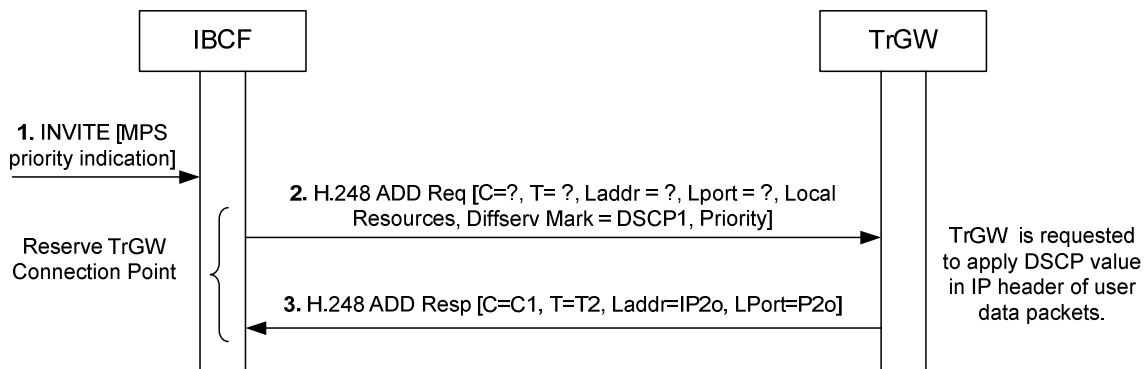 IBCF
TrGW
1. INVITE [MPS
priority indication]
2. H.248 ADD Req [C=?, T= ?, Laddr = ?, Lport = ?, Local
Resources, Diffserv Mark = DSCP1, Priority]
Reserve TrGW
Connection Point
TrGW is requested
to apply DSCP value
in IP header of user
data packets.
3. H.248 ADD Resp [C=C1, T=T2, Laddr=IP2o, LPort=P2o]